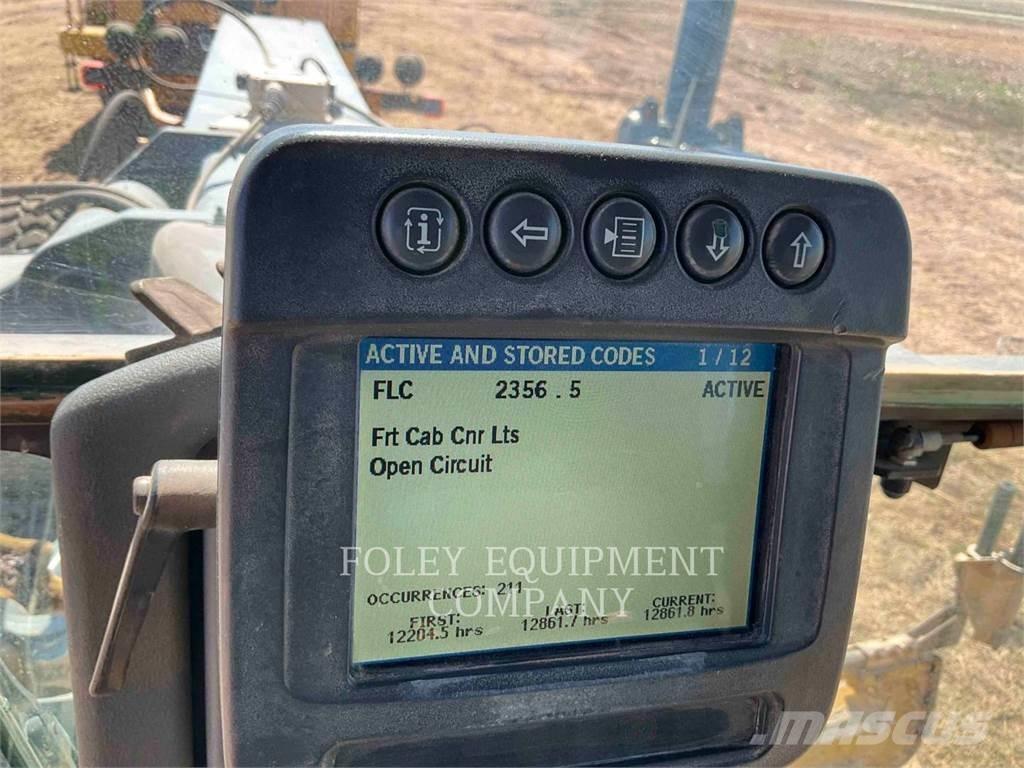 ACTIVE AND STORED CODES 1 / 12
FLC 2356 . 5 ACTIVE
Frt Cab Cnr Lts
Open Circuit
FOLEY EQUIPMENT
COMPANY
OCCURRENCES: 211
FIRST: LAST: CURRENT:
12204.5 hrs 12861.7 hrs 12861.8 hrs
MASCUS